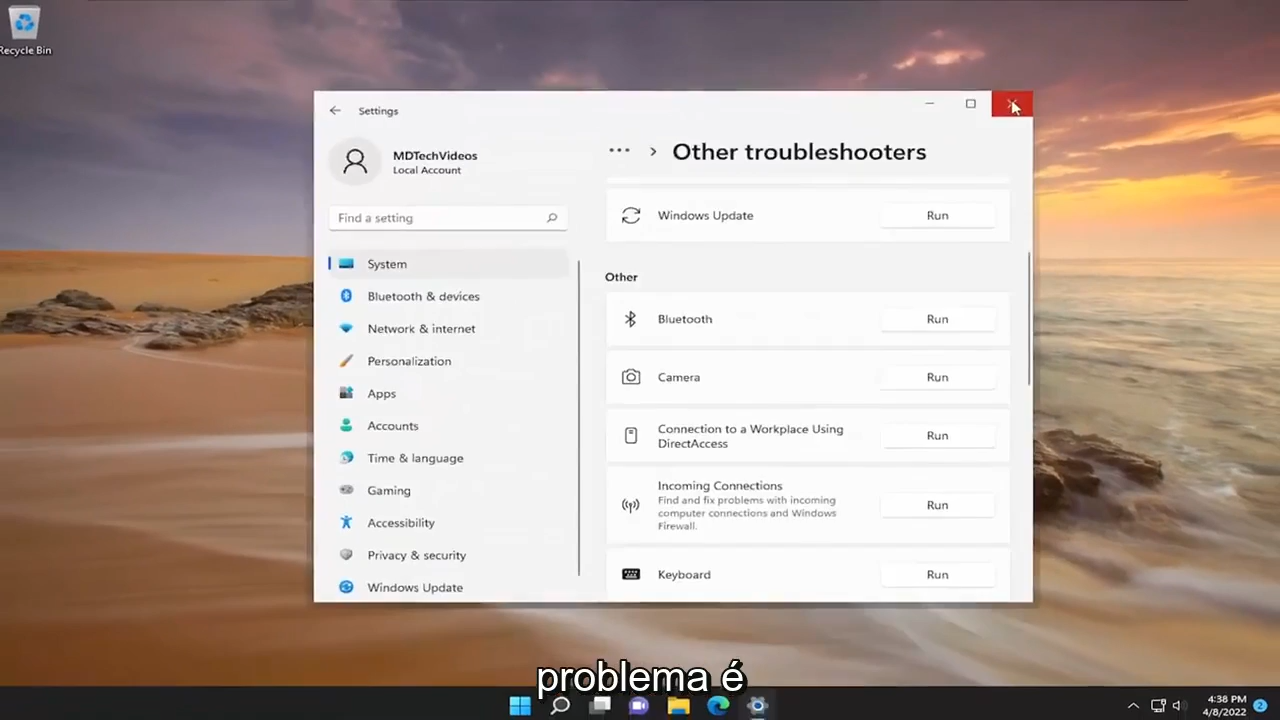 Recycle Bin
Settings
MDTechVideos
Local Account
Find a setting
System
Bluetooth & devices
Network & internet
Personalization
Apps
Accounts
Time & language
Gaming
Accessibility
Privacy & security
Windows Update
Other troubleshooters
Windows Update
Run
Other
Bluetooth
Run
Camera
Run
Connection to a Workplace Using
DirectAccess
Run
Incoming Connections
Find and fix problems with incoming
computer connections and Windows
Firewall.
Run
Keyboard
Run
problema é
4:38 PM
4/8/2022
2